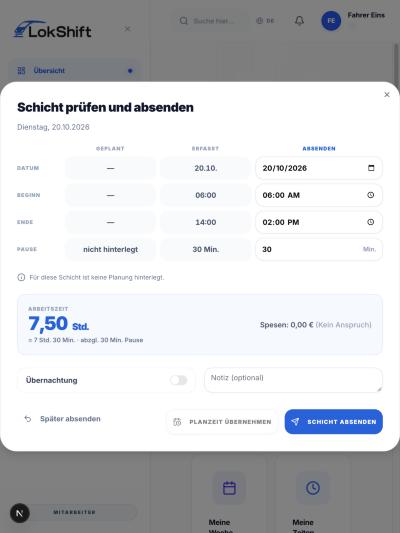 LokShift
Suche hier...
DE
FE
Fahrer Eins
Übersicht
Schicht prüfen und absenden
Dienstag, 20.10.2026
GEPLANT ERFASST ABSENDEN
DATUM — 20.10. 20/10/2026
BEGINN — 06:00 06:00 AM
ENDE — 14:00 02:00 PM
PAUSE nicht hinterlegt 30 Min. 30 Min.
Für diese Schicht ist keine Planung hinterlegt.
ARBEITSZEIT
7,50 Std.
= 7 Std. 30 Min. · abzgl. 30 Min. Pause
Spesen: 0,00 € (Kein Anspruch)
Übernachtung
Notiz (optional)
Später absenden
PLANZEIT ÜBERNEHMEN
SCHICHT ABSENDEN
N
MITARBEITER
Meine
Meine
Zeiten